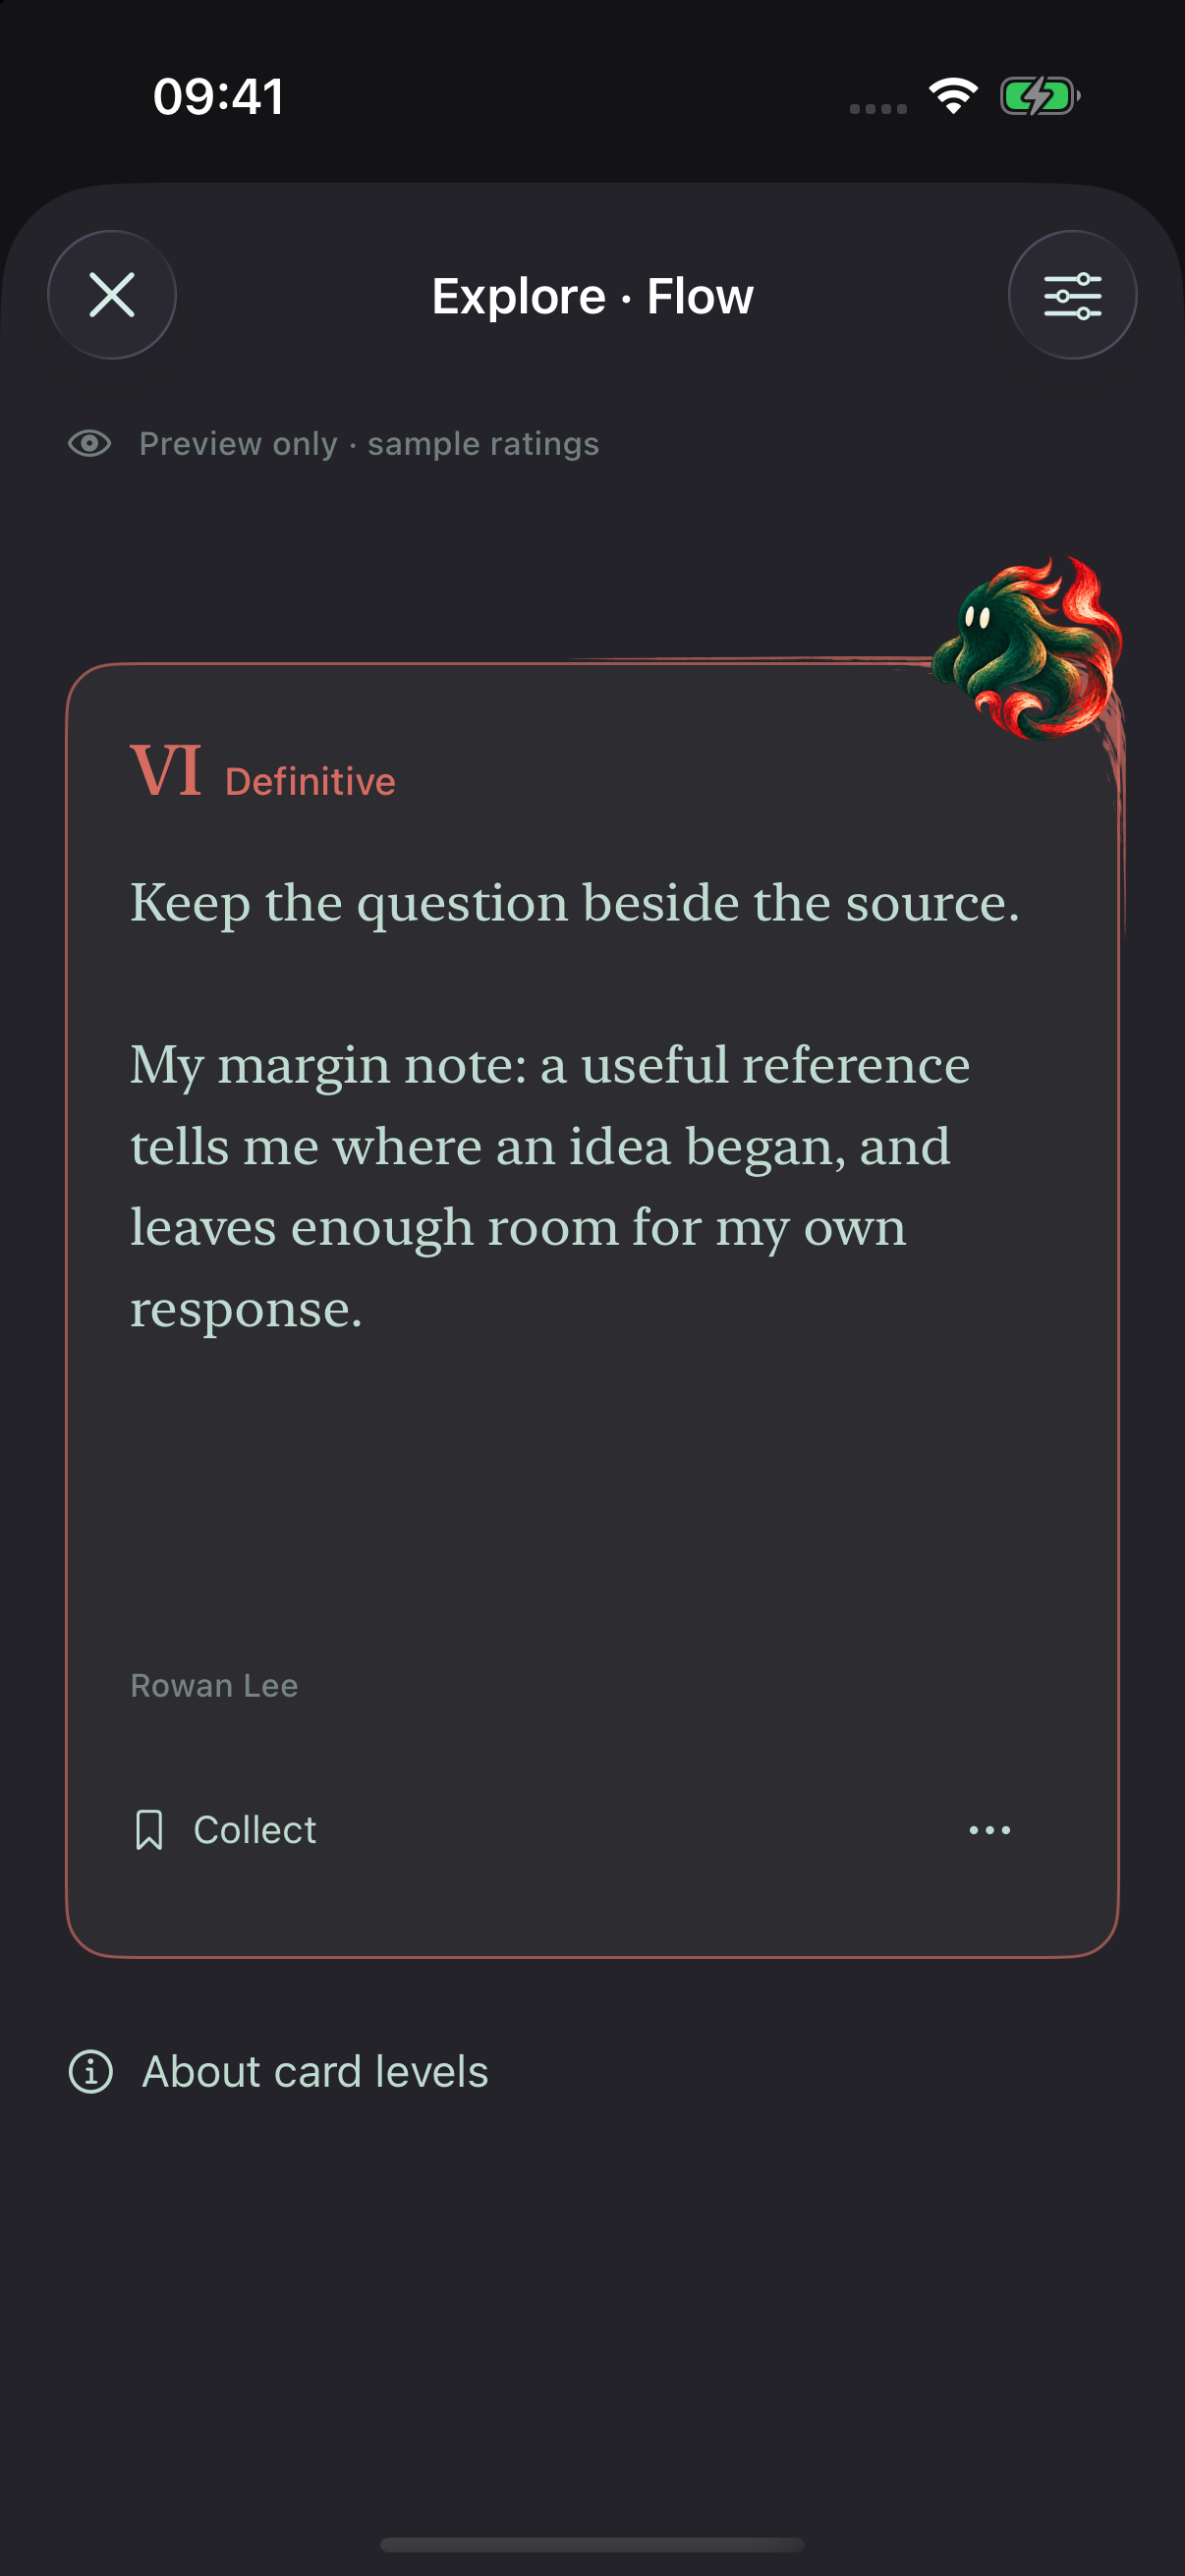 09:41
Explore · Flow
Preview only · sample ratings
VI Definitive
Keep the question beside the source.
My margin note: a useful reference
tells me where an idea began, and
leaves enough room for my own
response.
Rowan Lee
Collect
About card levels